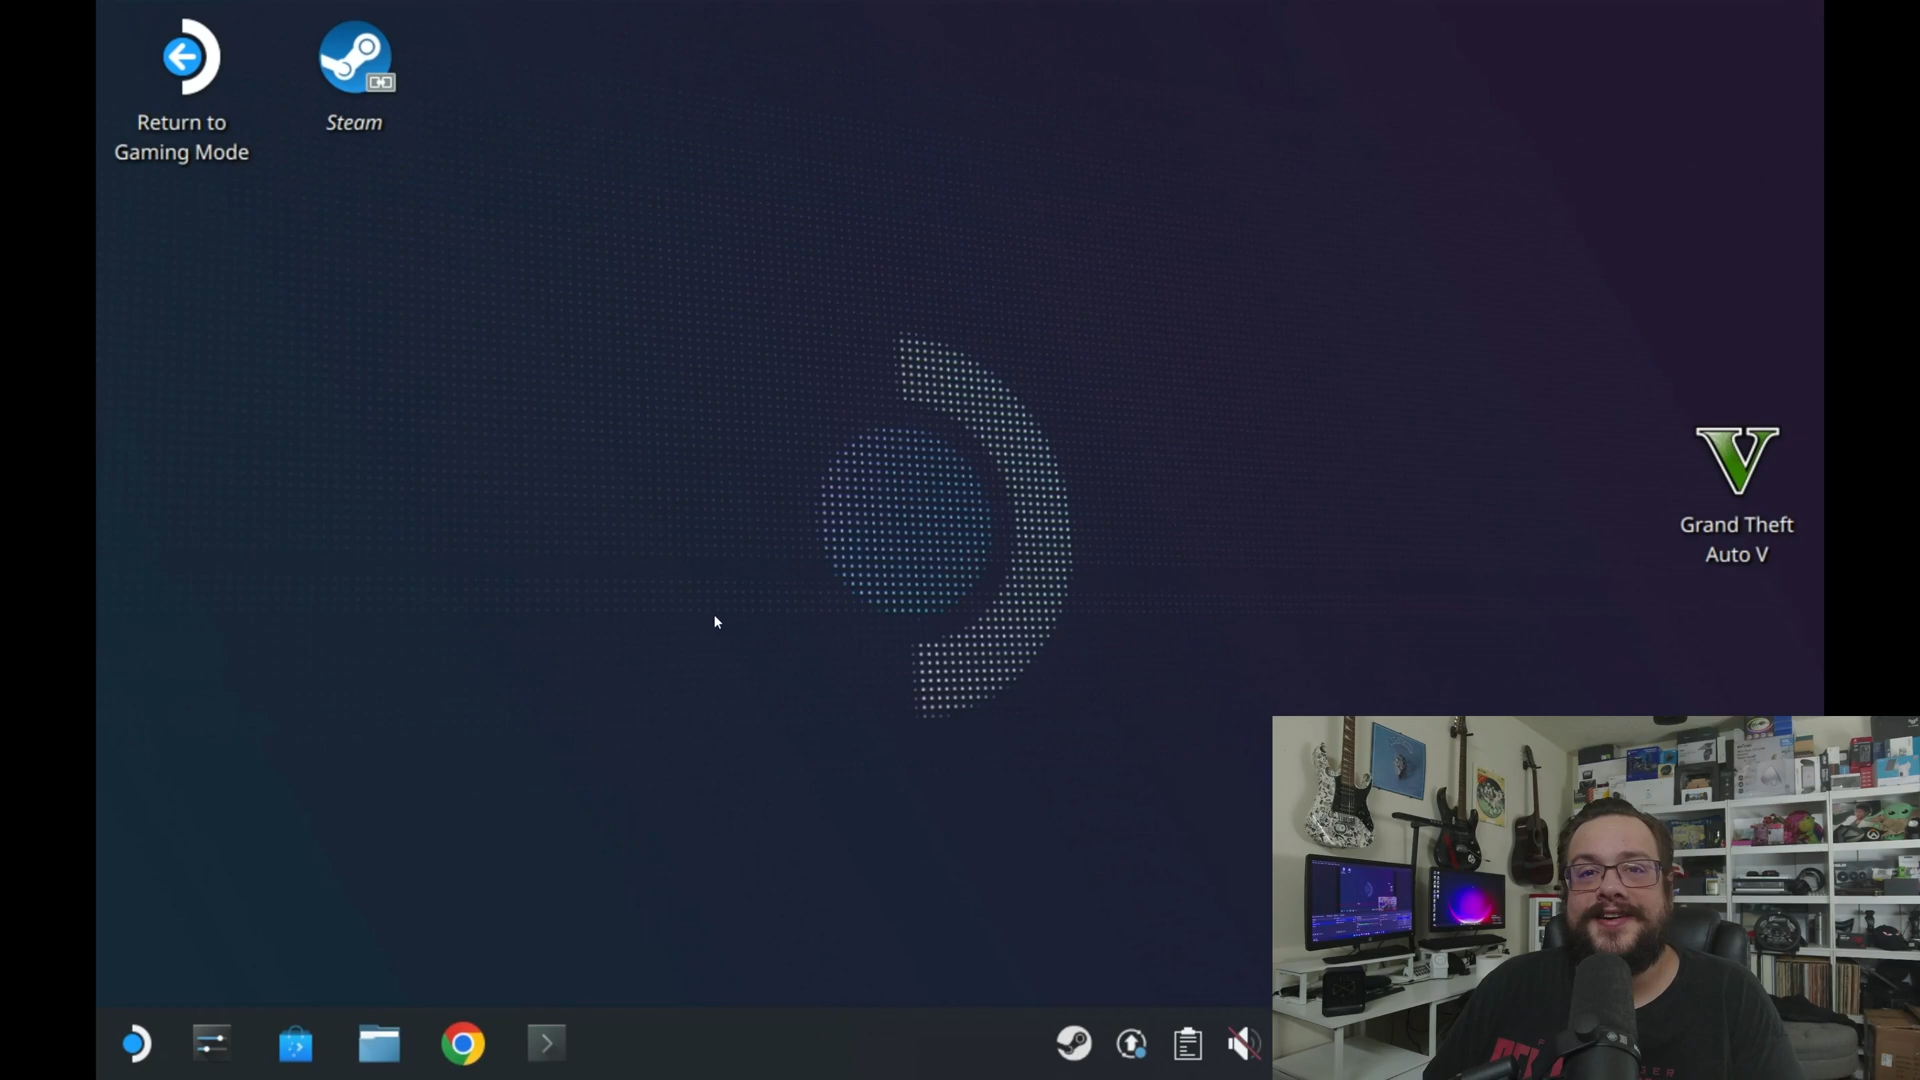 Return to
Gaming Mode
Steam
Grand Theft
Auto V